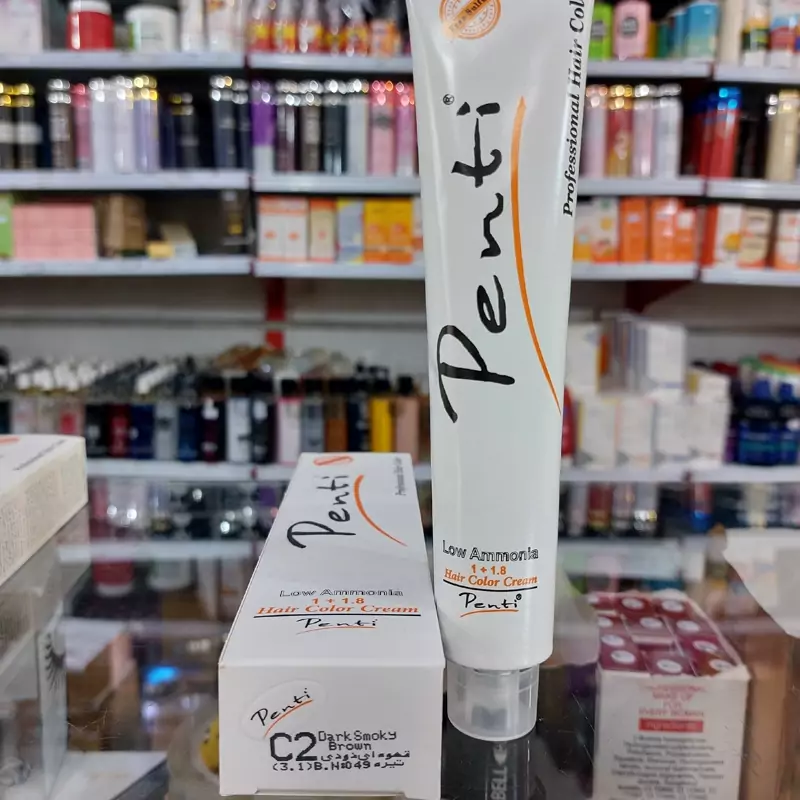 Penti®
Professional Hair Col
Low Ammonia
1 + 1.8
Hair Color Cream
Penti®
Penti
Low Ammonia
1 + 1.8
Hair Color Cream
Penti
Penti
C2
Dark Smoky
Brown
قهوه ای دودی
تیره
(3.1)B.N:049